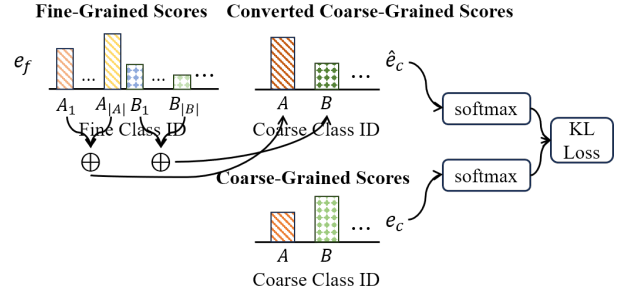 Fine-Grained Scores
e_f
... ... ...
A_1 A_{|A|} B_1 B_{|B|}
Fine Class ID
⊕ ⊕
Converted Coarse-Grained Scores
... ê_c
A B
Coarse Class ID
softmax
KL
Loss
softmax
Coarse-Grained Scores
... e_c
A B
Coarse Class ID